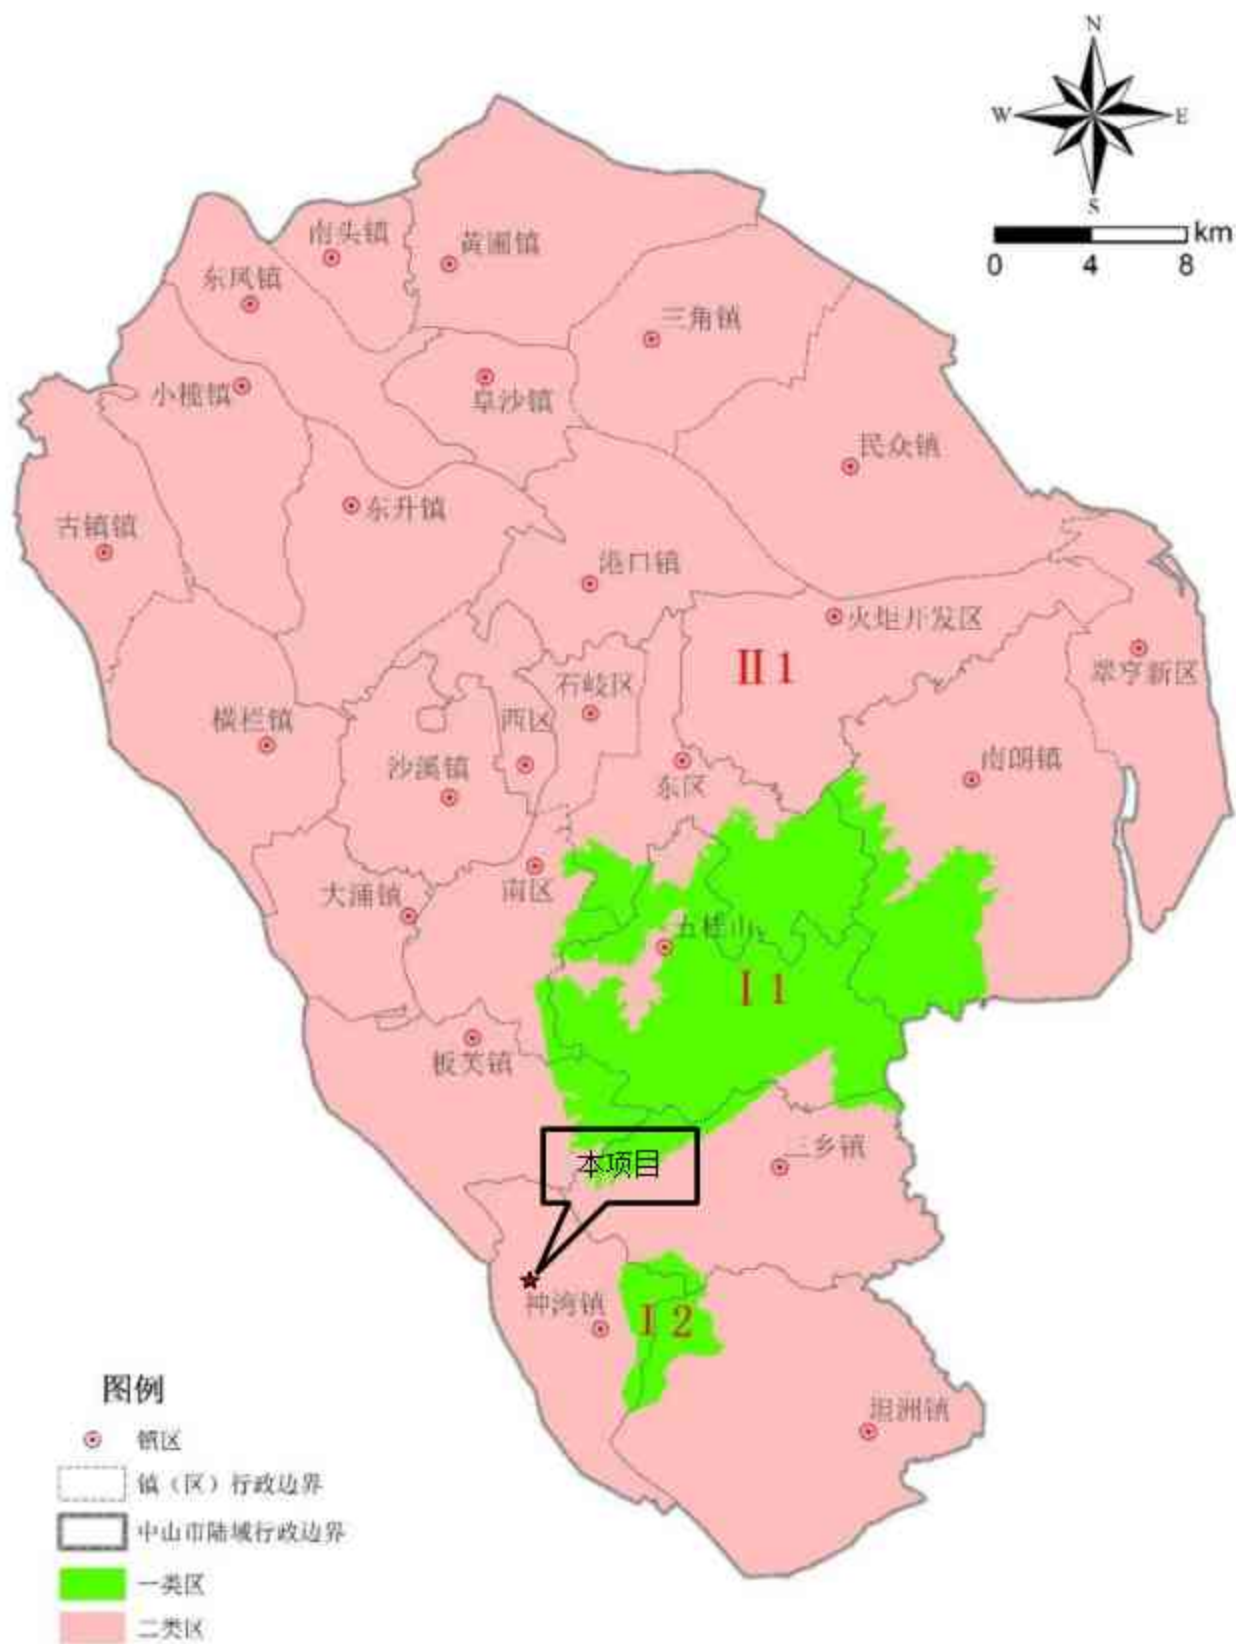 N
W E
S
km
0 4 8
南头镇
黄圃镇
东凤镇
三角镇
小榄镇
阜沙镇
民众镇
东升镇
古镇镇
港口镇
火炬开发区
II 1
翠亨新区
石岐区
横栏镇
西区
沙溪镇
东区
南朗镇
南区
大涌镇
五桂山
I 1
板芙镇
三乡镇
本项目
神湾镇
I 2
坦洲镇
图例
镇区
镇（区）行政边界
中山市陆域行政边界
一类区
二类区